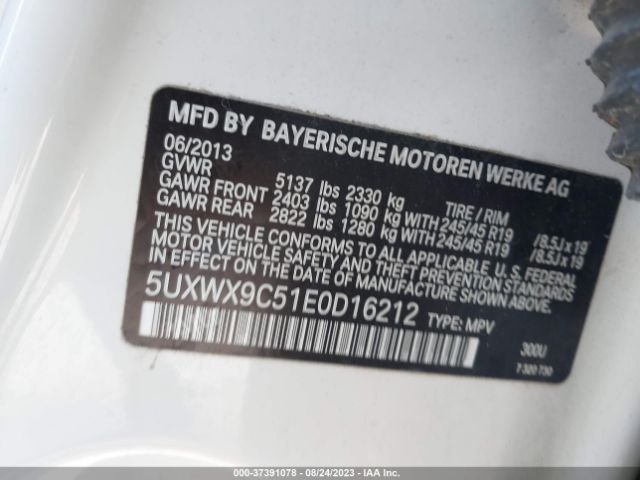 MFD BY BAYERISCHE MOTOREN WERKE AG
06/2013
GVWR 5137 lbs 2330 kg TIRE / RIM
GAWR FRONT 2403 lbs 1090 kg WITH 245/45 R19 /8.5J x 19
GAWR REAR 2822 lbs 1280 kg WITH 245/45 R19 /8.5J x 19
THIS VEHICLE CONFORMS TO ALL APPLICABLE U.S. FEDERAL
MOTOR VEHICLE SAFETY AND THEFT PREVENTION STANDARDS
IN EFFECT ON THE DATE OF MANUFACTURE SHOWN ABOVE.
5UXWX9C51E0D16212 TYPE: MPV
300U
7 320 730
000-37391078 - 08/24/2023 - IAA Inc.